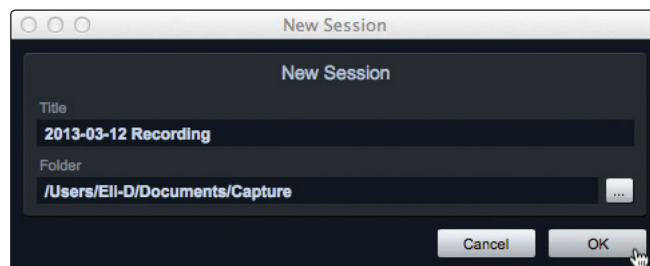 New Session
New Session
Title
2013-03-12 Recording
Folder
/Users/Eli-D/Documents/Capture
...
Cancel
OK